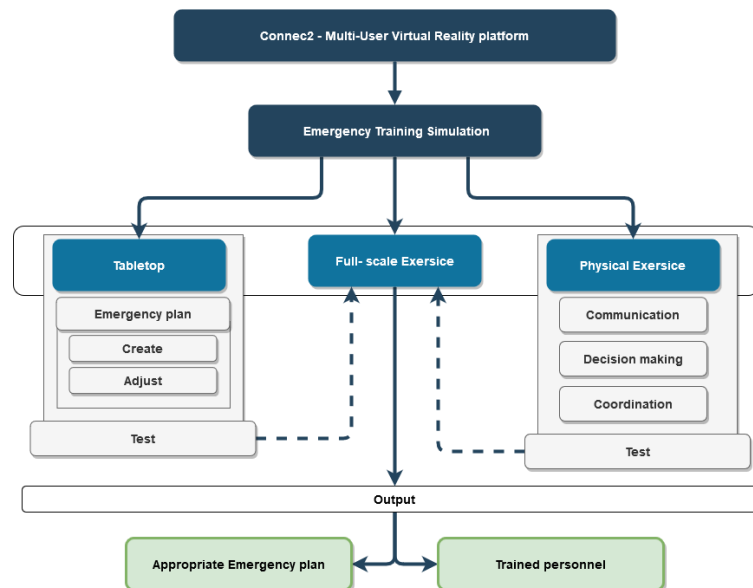 Connec2 - Multi-User Virtual Reality platform
Emergency Training Simulation
Tabletop
Full- scale Exersice
Physical Exersice
Emergency plan
Create
Adjust
Communication
Decision making
Coordination
Test
Test
Output
Appropriate Emergency plan
Trained personnel